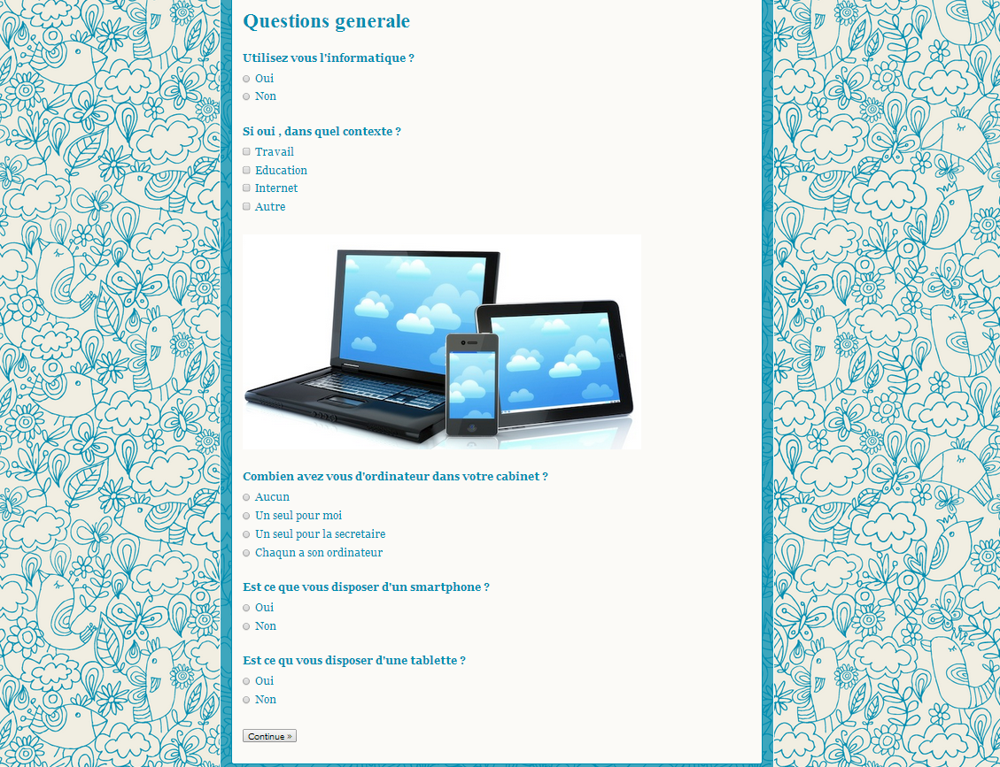 Questions generale
Utilisez vous l'informatique ?
Oui
Non
Si oui , dans quel contexte ?
Travail
Education
Internet
Autre
Combien avez vous d'ordinateur dans votre cabinet ?
Aucun
Un seul pour moi
Un seul pour la secretaire
Chaqun a son ordinateur
Est ce que vous disposer d'un smartphone ?
Oui
Non
Est ce qu vous disposer d'une tablette ?
Oui
Non
Continue »